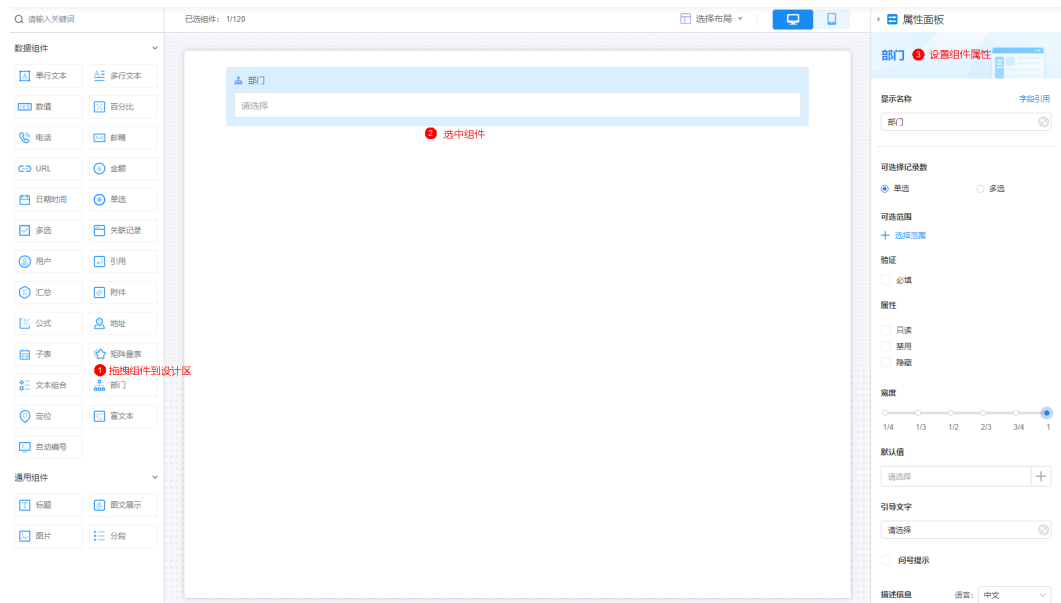 请输入关键词
数据组件
单行文本
多行文本
数值
百分比
电话
邮箱
URL
金额
日期时间
单选
多选
关联记录
用户
引用
汇总
附件
公式
地址
子表
矩阵量表
1 拖拽组件到设计区
文本组合
部门
定位
富文本
自动编号
通用组件
标题
图文展示
图片
分段
已选组件: 1/120
选择布局
部门
请选择
2 选中组件
属性面板
部门
3 设置组件属性
显示名称
字段引用
部门
可选择记录数
单选
多选
可选范围
选择范围
验证
必填
属性
只读
禁用
隐藏
宽度
1/4 1/3 1/2 2/3 3/4 1
默认值
请选择
引导文字
请选择
问号提示
描述信息
语言: 中文